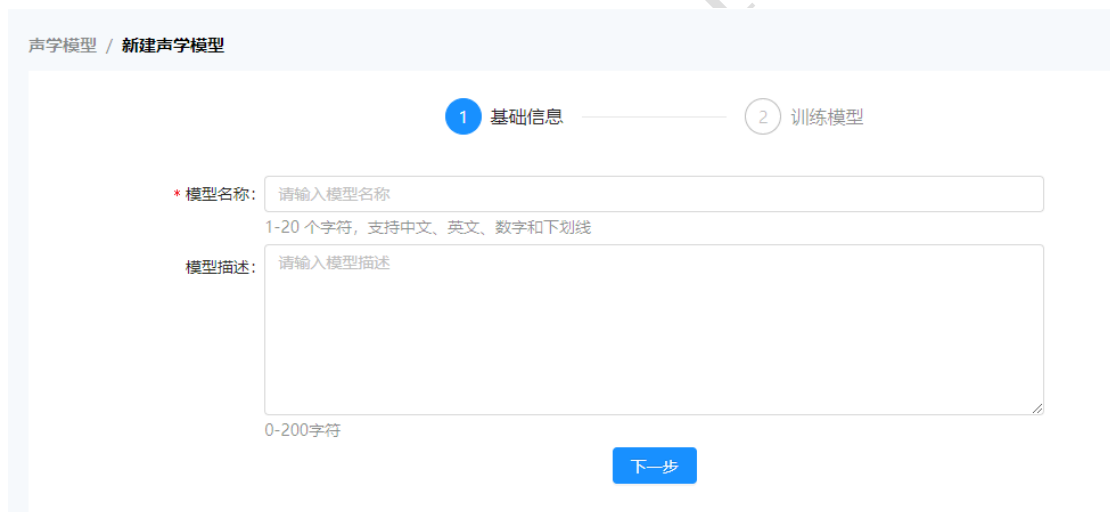 声学模型 / 新建声学模型
1 基础信息 2 训练模型
* 模型名称: 请输入模型名称
1-20 个字符，支持中文、英文、数字和下划线
模型描述: 请输入模型描述
0-200字符
下一步